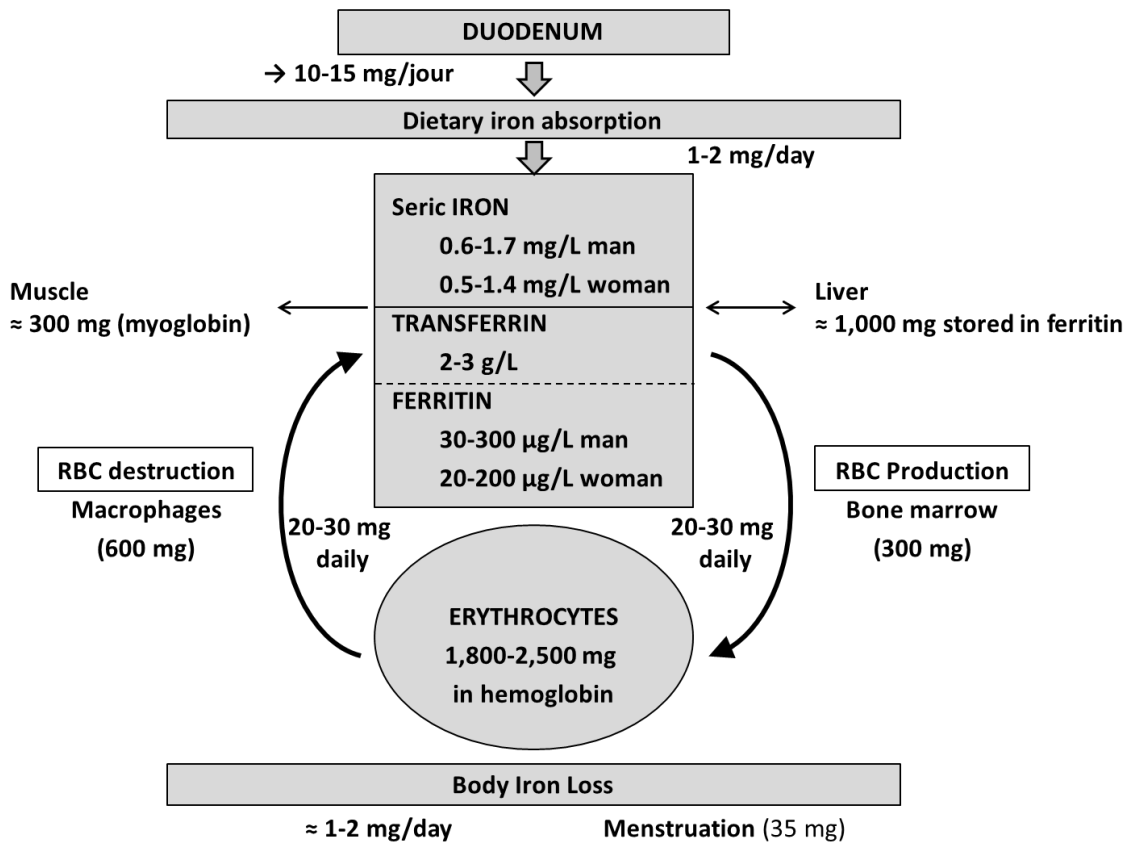 DUODENUM
→ 10-15 mg/jour
Dietary iron absorption
1-2 mg/day
Seric IRON
0.6-1.7 mg/L man
0.5-1.4 mg/L woman
Muscle
≈ 300 mg (myoglobin)
Liver
≈ 1,000 mg stored in ferritin
TRANSFERRIN
2-3 g/L
FERRITIN
30-300 µg/L man
20-200 µg/L woman
RBC destruction
Macrophages
(600 mg)
20-30 mg
daily
20-30 mg
daily
RBC Production
Bone marrow
(300 mg)
ERYTHROCYTES
1,800-2,500 mg
in hemoglobin
Body Iron Loss
≈ 1-2 mg/day
Menstruation (35 mg)